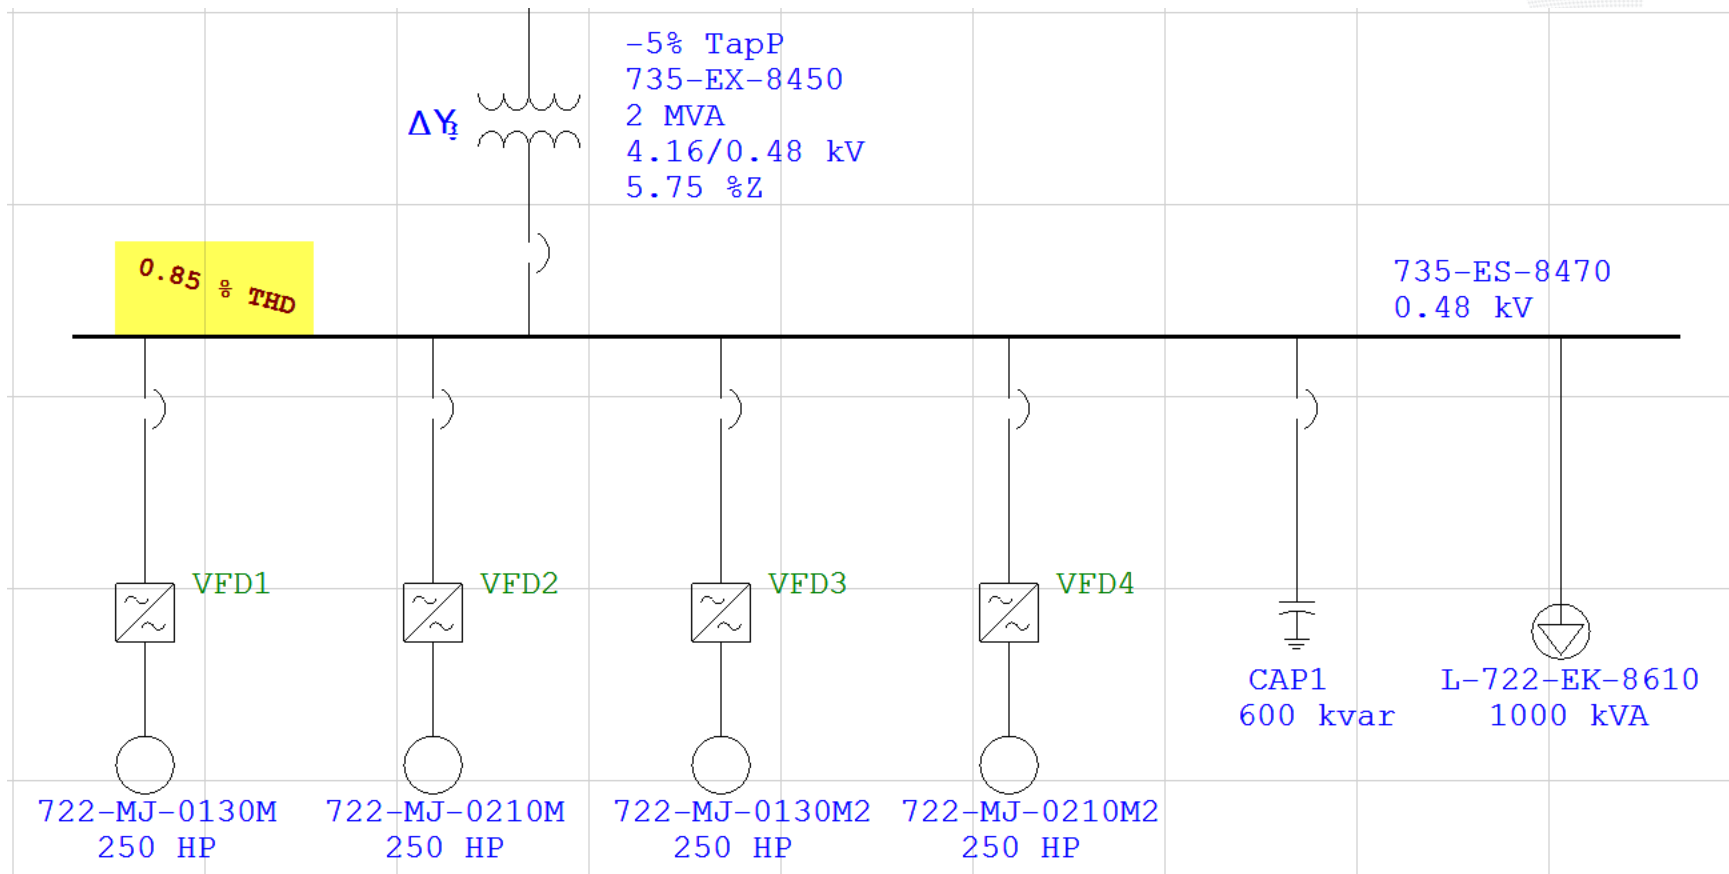 -5% TapP
735-EX-8450
2 MVA
4.16/0.48 kV
5.75 %Z
ΔY
0.85 % THD
735-ES-8470
0.48 kV
VFD1
VFD2
VFD3
VFD4
CAP1
600 kvar
L-722-EK-8610
1000 kVA
722-MJ-0130M
250 HP
722-MJ-0210M
250 HP
722-MJ-0130M2
250 HP
722-MJ-0210M2
250 HP